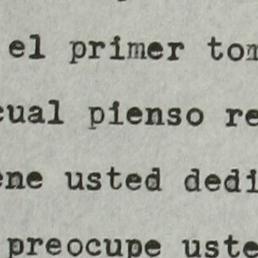 el primer tom
cual pienso re
ene usted dedi
preocupe uste